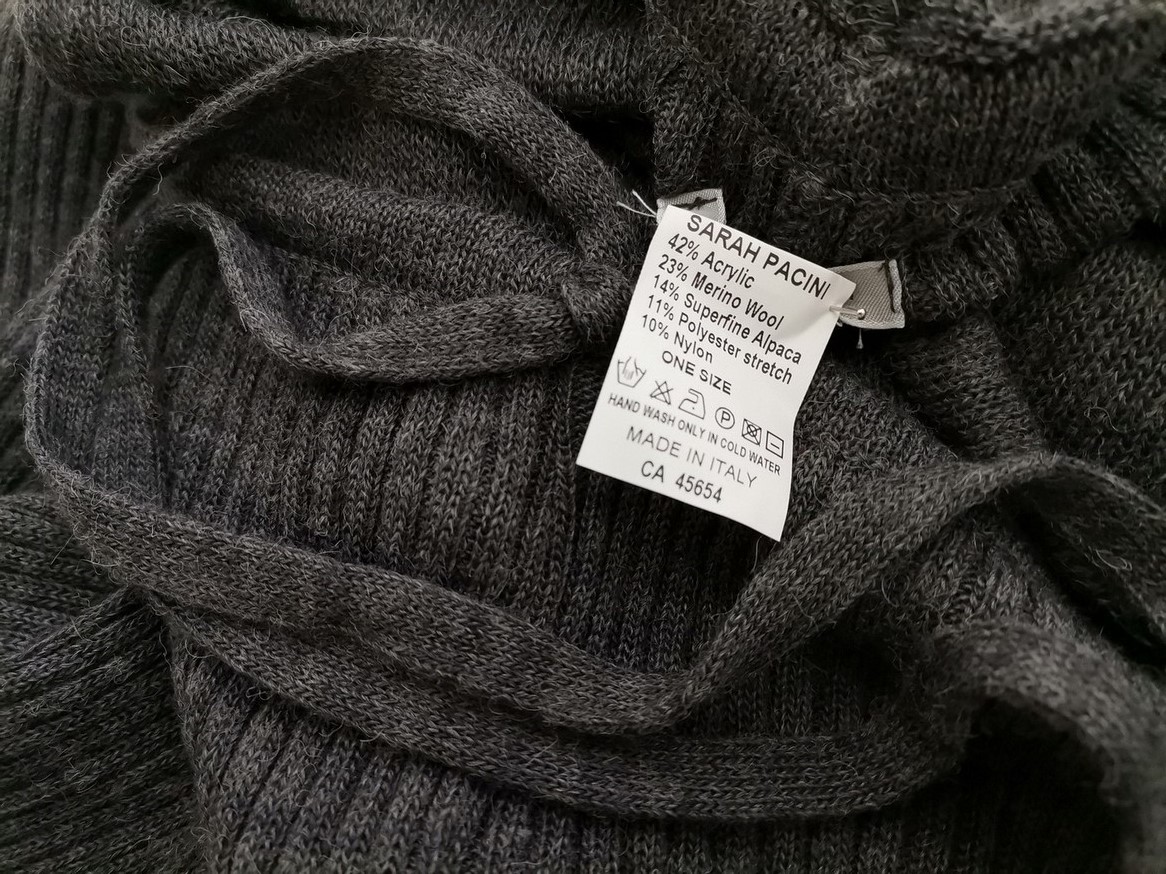 SARAH PACINI
42% Acrylic
23% Merino Wool
14% Superfine Alpaca
11% Polyester stretch
10% Nylon
ONE SIZE
P
HAND WASH ONLY IN COLD WATER
MADE IN ITALY
CA 45654